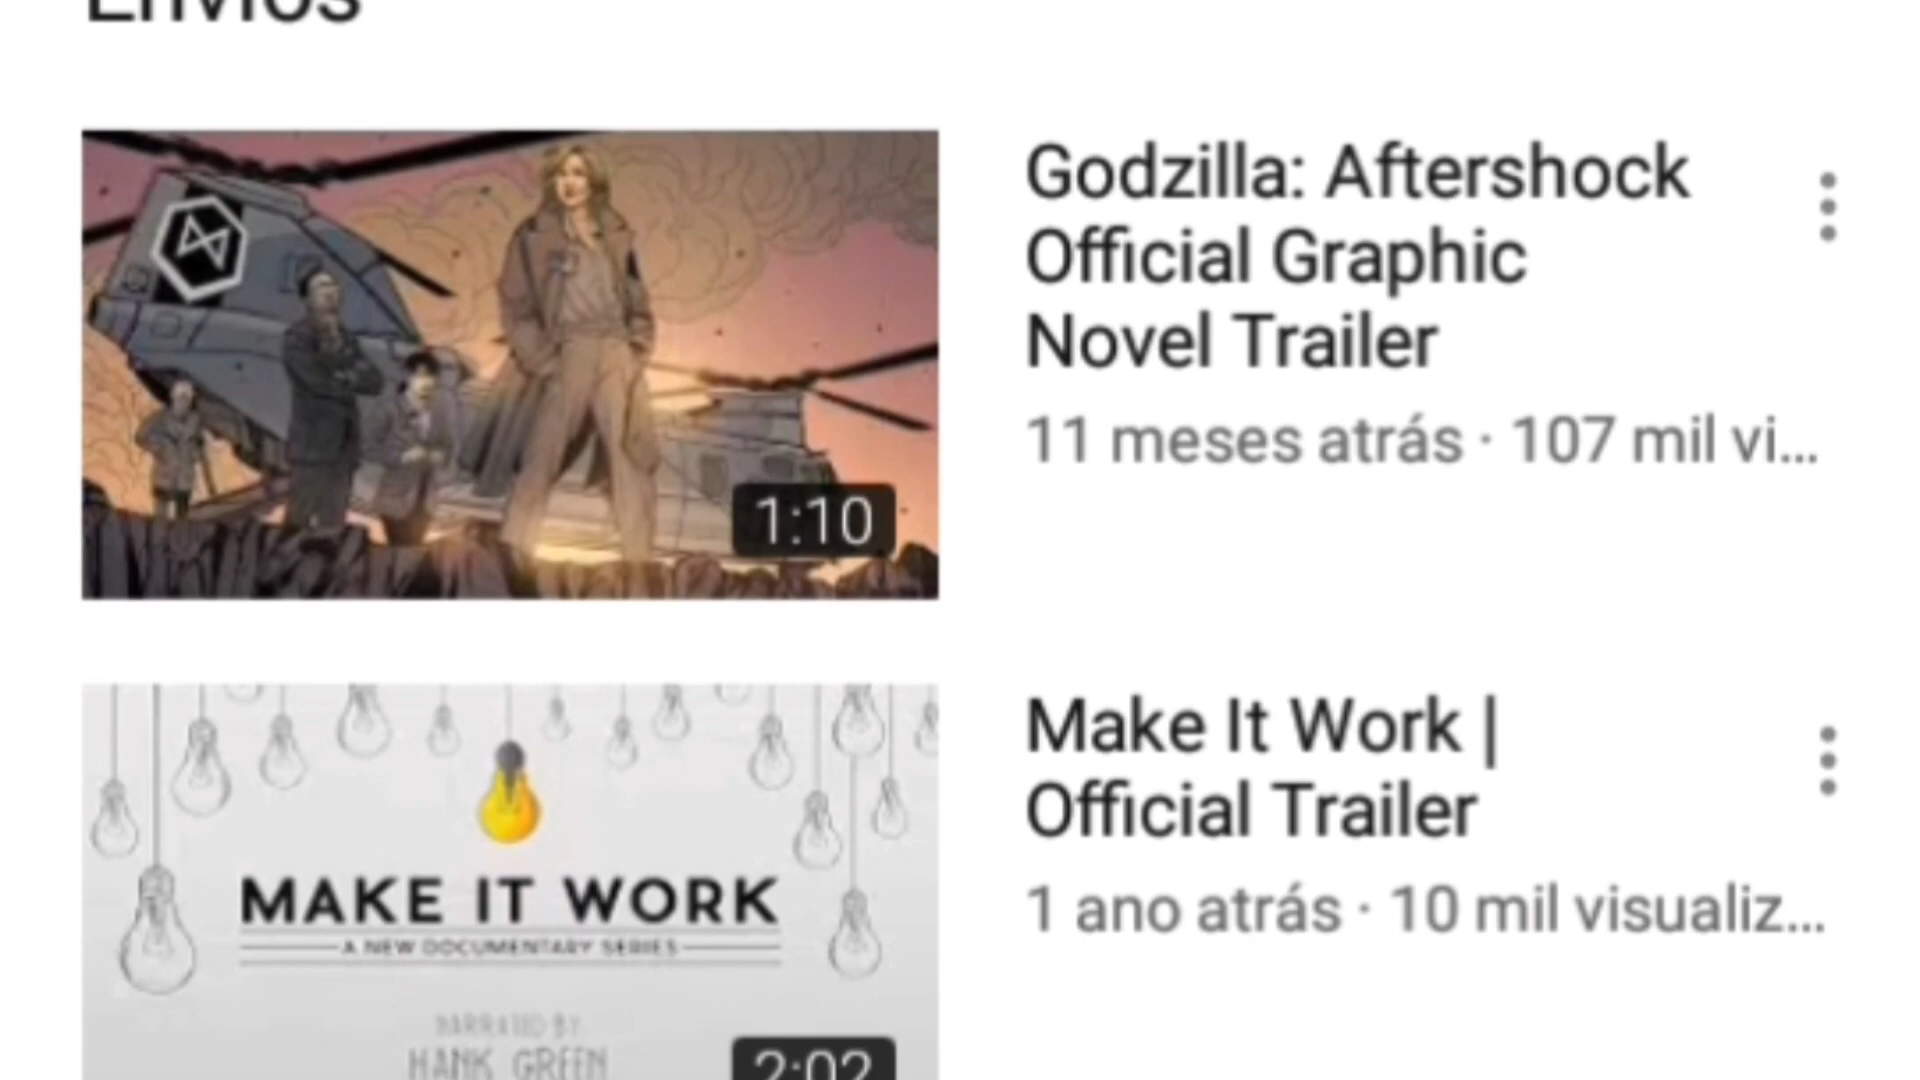 Envios
Godzilla: Aftershock
Official Graphic
Novel Trailer
11 meses atrás · 107 mil vi...
1:10
Make It Work |
Official Trailer
1 ano atrás · 10 mil visualiz...
MAKE IT WORK
A NEW DOCUMENTARY SERIES
NARRATED BY
HANK GREEN
2:02